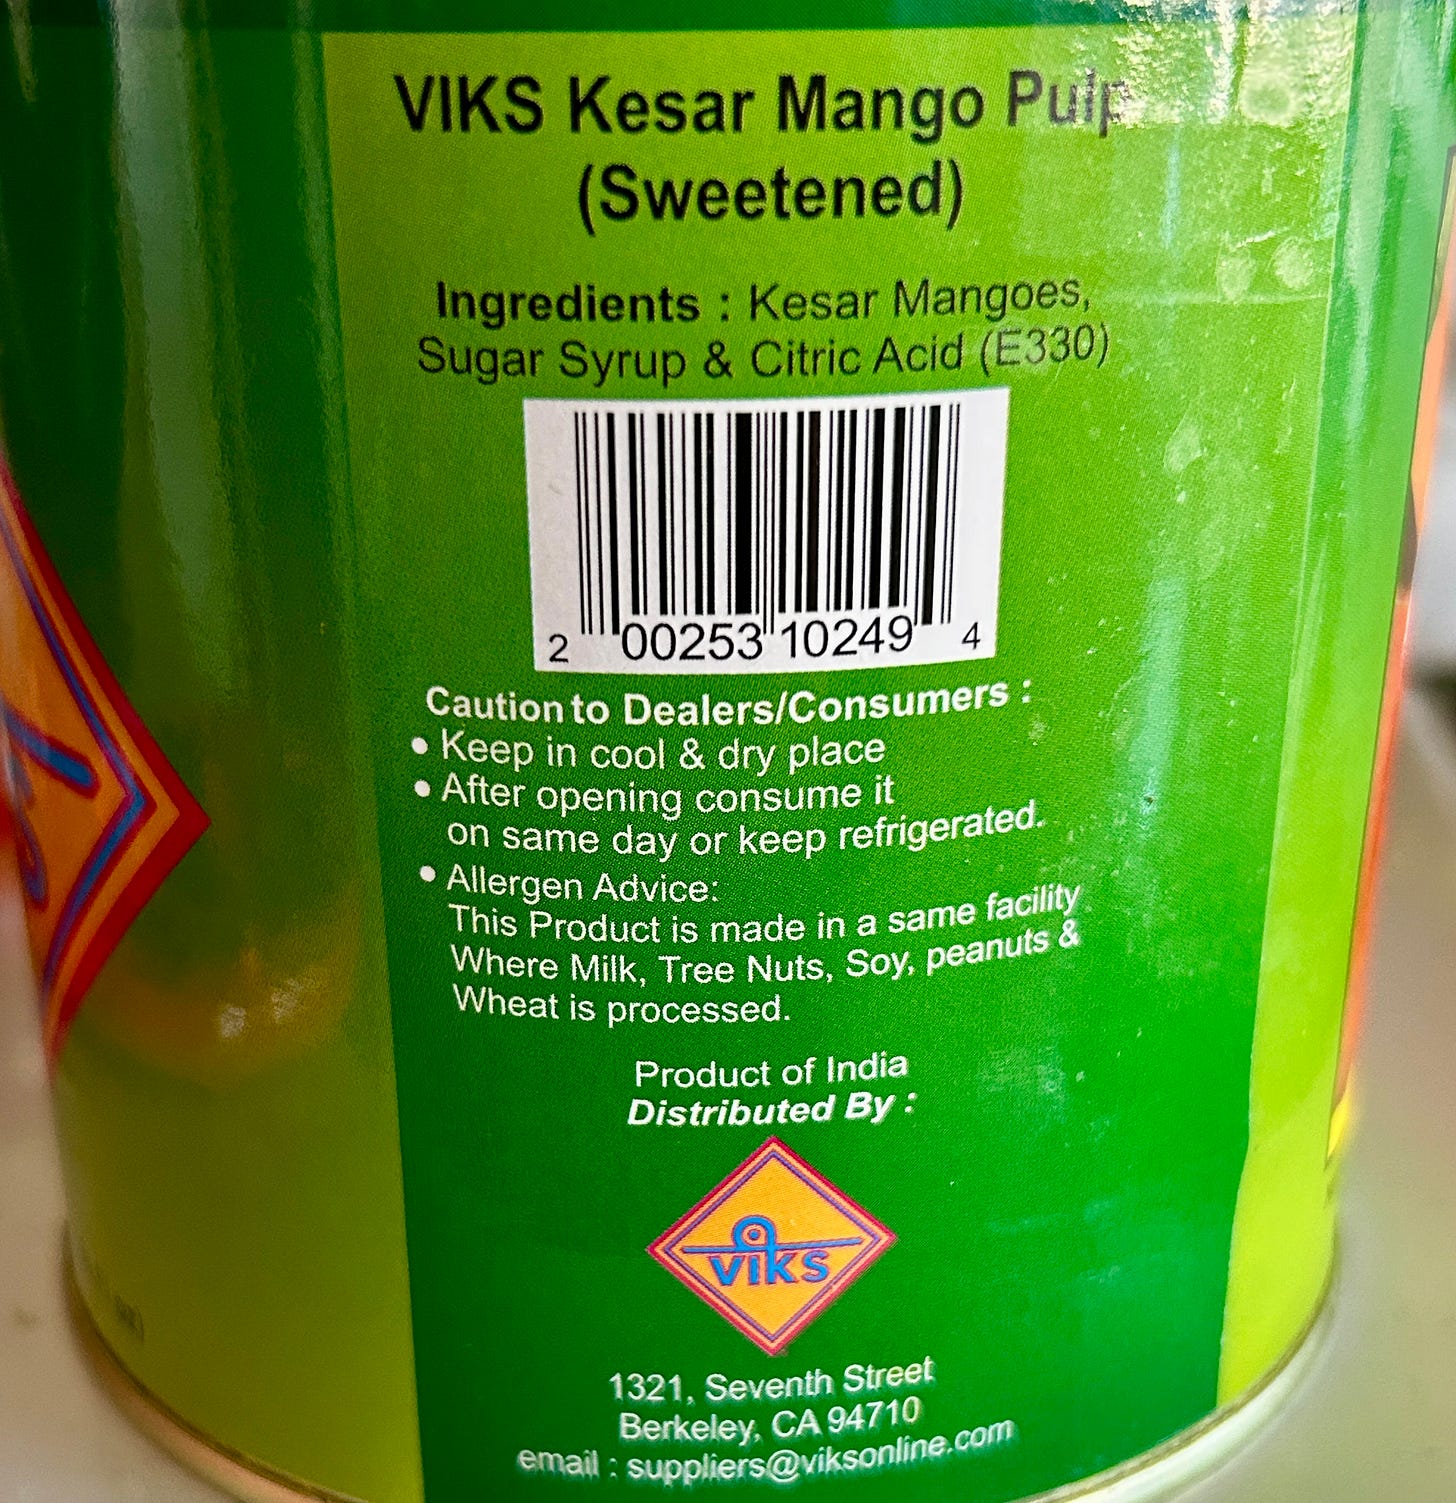 VIKS Kesar Mango Pulp
(Sweetened)
Ingredients : Kesar Mangoes,
Sugar Syrup & Citric Acid (E330)
2 00253 10249 4
Caution to Dealers/Consumers :
• Keep in cool & dry place
• After opening consume it
on same day or keep refrigerated.
• Allergen Advice:
This Product is made in a same facility
Where Milk, Tree Nuts, Soy, peanuts &
Wheat is processed.
Product of India
Distributed By :
viks
1321, Seventh Street
Berkeley, CA 94710
email : suppliers@viksonline.com